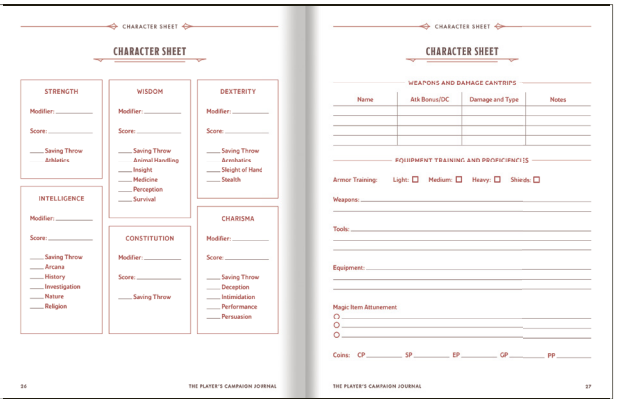 CHARACTER SHEET
CHARACTER SHEET
STRENGTH
Modifier:
Score:
Saving Throw
Athletics
INTELLIGENCE
Modifier:
Score:
Saving Throw
Arcana
History
Investigation
Nature
Religion
WISDOM
Modifier:
Score:
Saving Throw
Animal Handling
Insight
Medicine
Perception
Survival
CONSTITUTION
Modifier:
Score:
Saving Throw
DEXTERITY
Modifier:
Score:
Saving Throw
Acrobatics
Sleight of Hand
Stealth
CHARISMA
Modifier:
Score:
Saving Throw
Deception
Intimidation
Performance
Persuasion
26 THE PLAYER'S CAMPAIGN JOURNAL
CHARACTER SHEET
CHARACTER SHEET
WEAPONS AND DAMAGE CANTRIPS
Name Atk Bonus/DC Damage and Type Notes
EQUIPMENT TRAINING AND PROFICIENCIES
Armor Training: Light: Medium: Heavy: Shields:
Weapons:
Tools:
Equipment:
Magic Item Attunement
Coins: CP SP EP GP PP
THE PLAYER'S CAMPAIGN JOURNAL 27